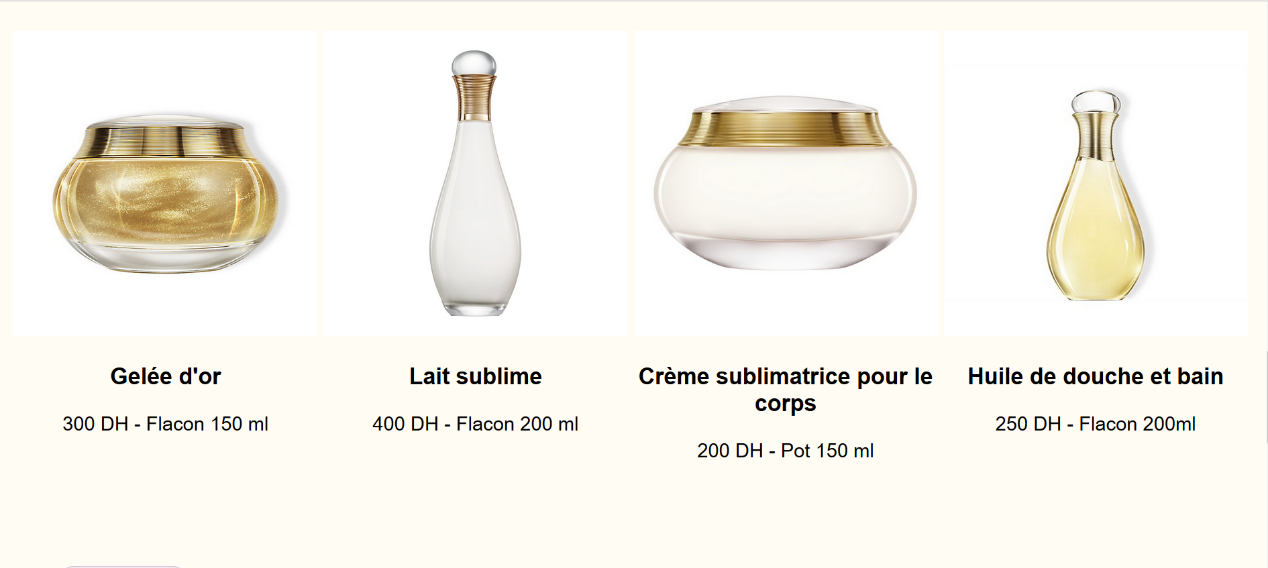 Gelée d'or
300 DH - Flacon 150 ml
Lait sublime
400 DH - Flacon 200 ml
Crème sublimatrice pour le
corps
200 DH - Pot 150 ml
Huile de douche et bain
250 DH - Flacon 200ml